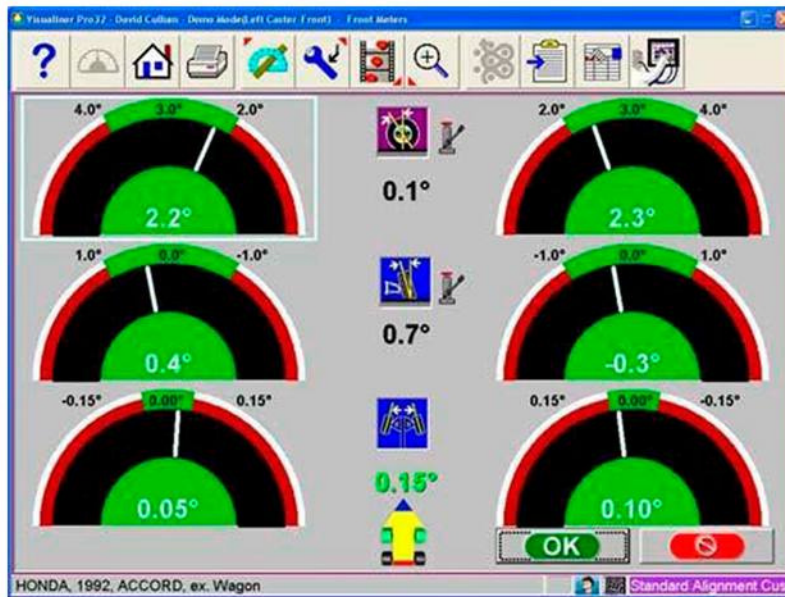 Visualiner Pro32 - David Cullum - Demo Mode(Left Caster Front) - Front Meters
?
4.0° 3.0° 2.0°
2.2°
0.1°
2.0° 3.0° 4.0°
2.3°
1.0° 0.0° -1.0°
0.4°
0.7°
-1.0° 0.0° 1.0°
-0.3°
-0.15° 0.00° 0.15°
0.05°
0.15°
0.15° 0.00° -0.15°
0.10°
OK
HONDA, 1992, ACCORD, ex. Wagon
Standard Alignment Cus